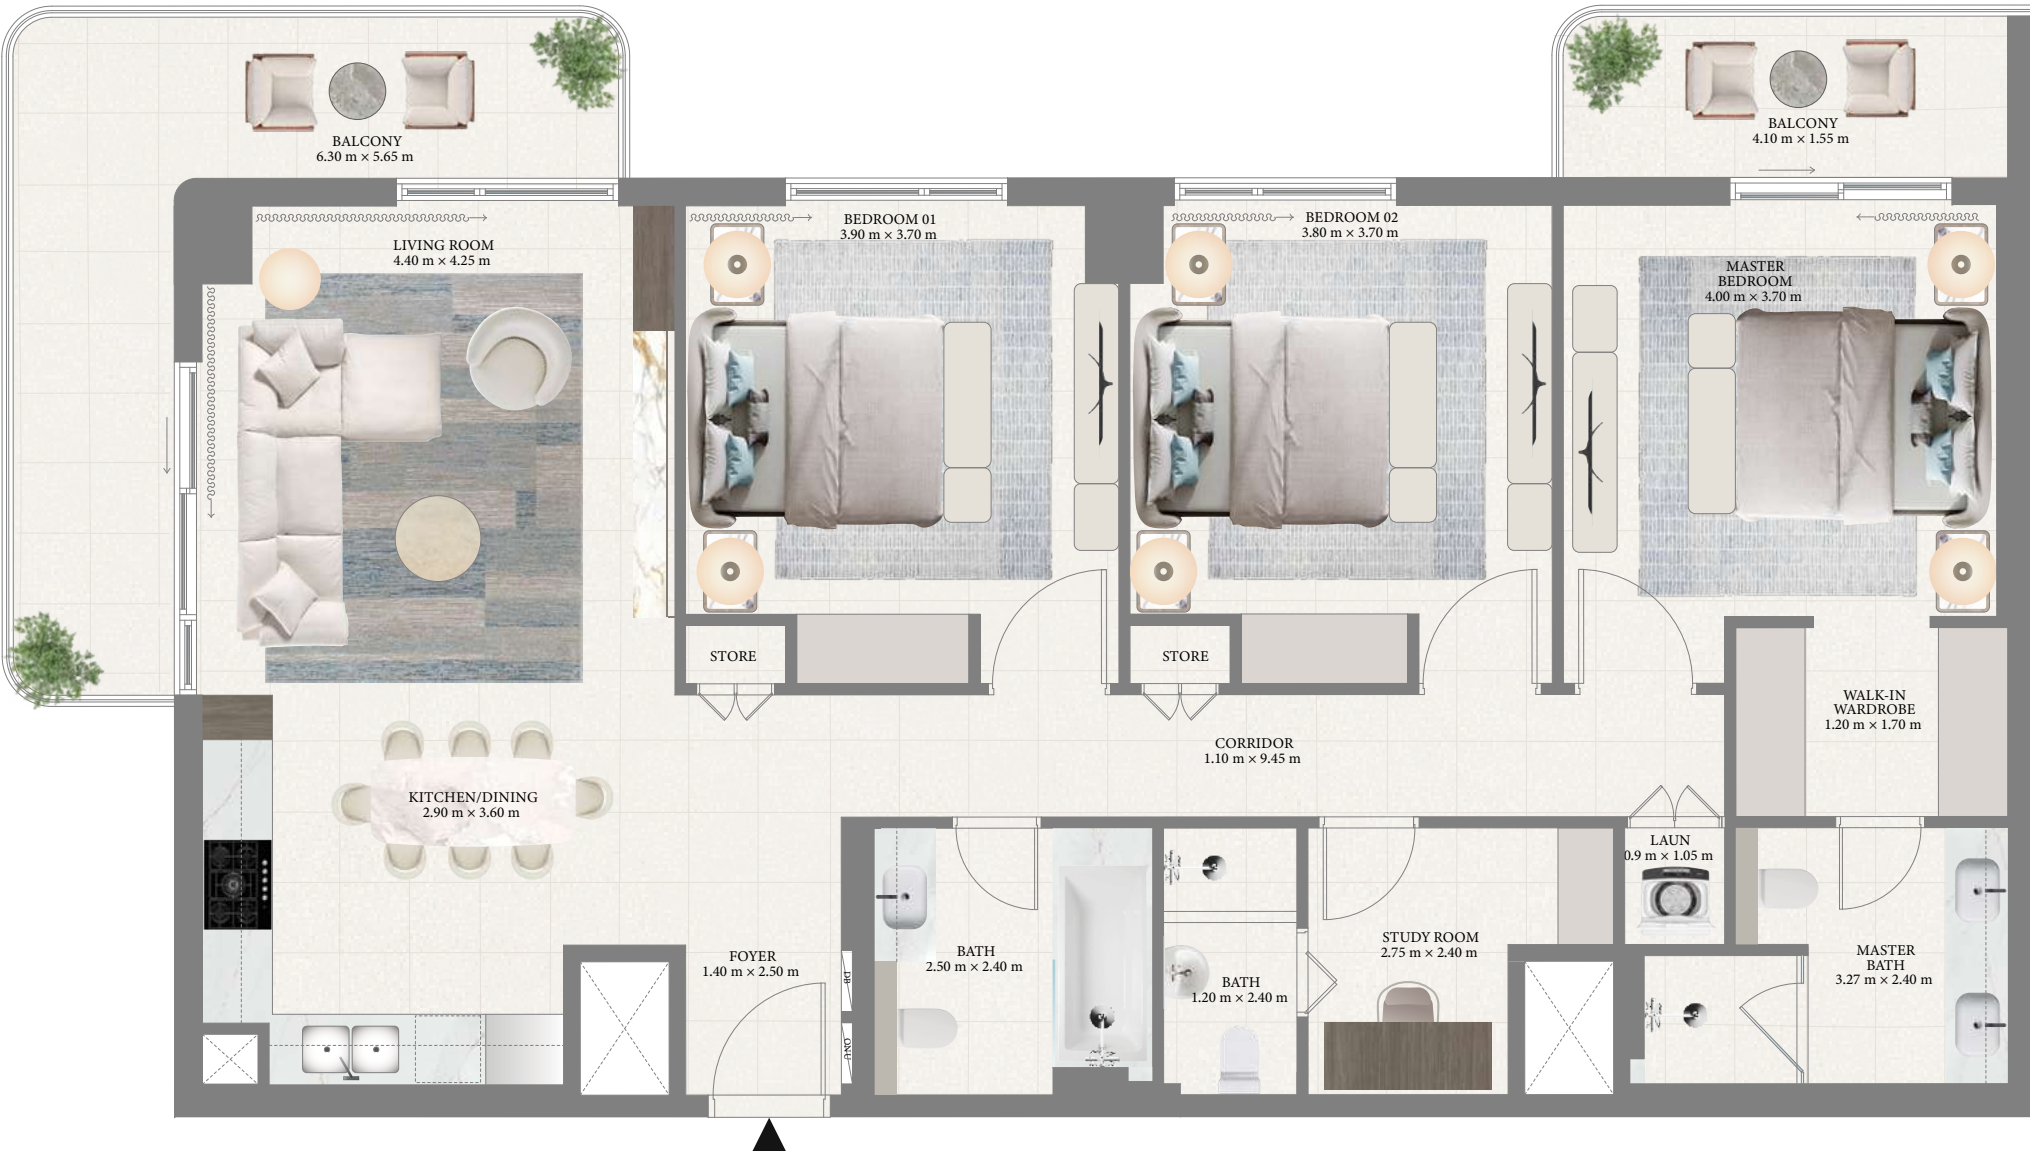 BALCONY
6.30 m × 5.65 m
BALCONY
4.10 m × 1.55 m
LIVING ROOM
4.40 m × 4.25 m
BEDROOM 01
3.90 m × 3.70 m
BEDROOM 02
3.80 m × 3.70 m
MASTER
BEDROOM
4.00 m × 3.70 m
STORE
STORE
WALK-IN
WARDROBE
1.20 m × 1.70 m
CORRIDOR
1.10 m × 9.45 m
KITCHEN/DINING
2.90 m × 3.60 m
LAUN
0.9 m × 1.05 m
FOYER
1.40 m × 2.50 m
DB
ONU
BATH
2.50 m × 2.40 m
BATH
1.20 m × 2.40 m
STUDY ROOM
2.75 m × 2.40 m
MASTER
BATH
3.27 m × 2.40 m